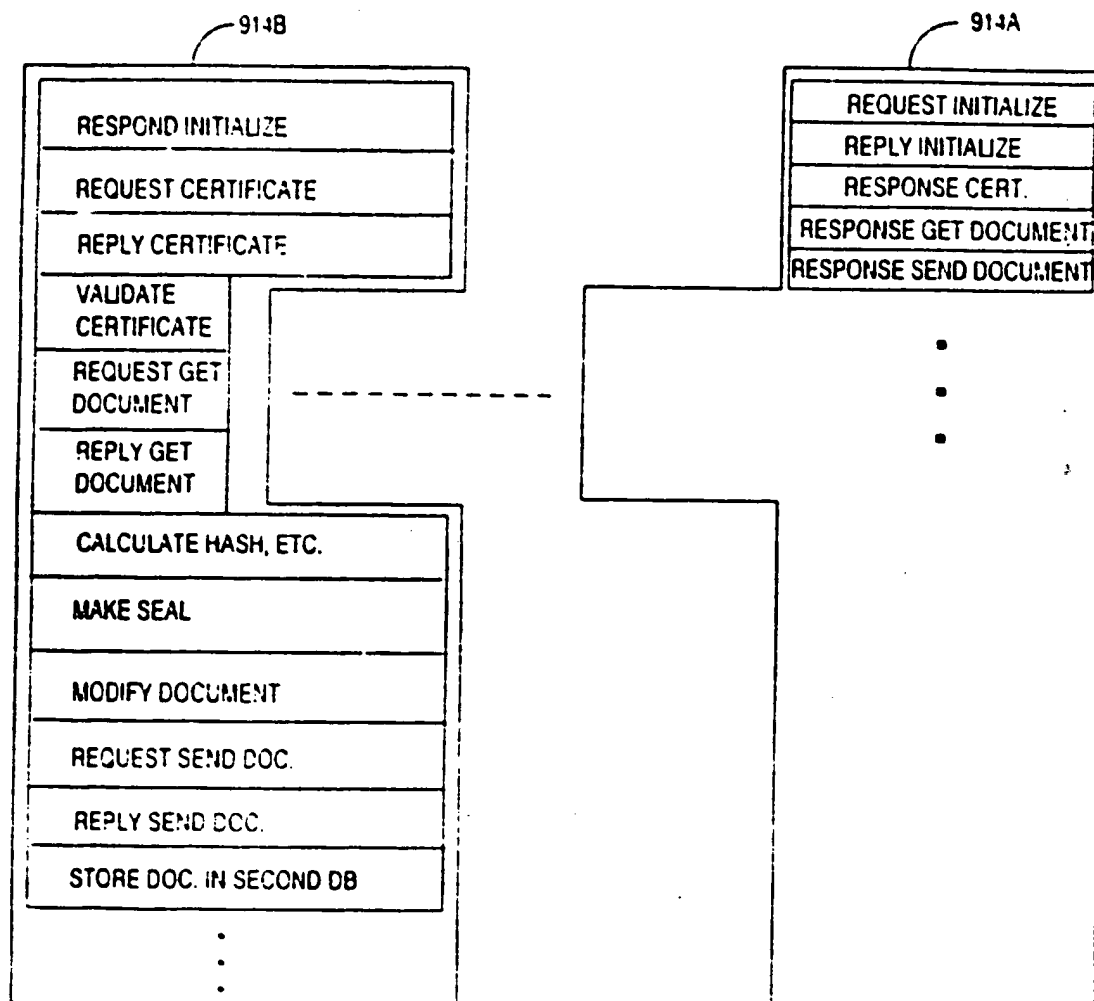 914B
RESPOND INITIALIZE
REQUEST CERTIFICATE
REPLY CERTIFICATE
VALIDATE
CERTIFICATE
REQUEST GET
DOCUMENT
REPLY GET
DOCUMENT
CALCULATE HASH, ETC.
MAKE SEAL
MODIFY DOCUMENT
REQUEST SEND DOC.
REPLY SEND DOC.
STORE DOC. IN SECOND DB
914A
REQUEST INITIALIZE
REPLY INITIALIZE
RESPONSE CERT.
RESPONSE GET DOCUMENT
RESPONSE SEND DOCUMENT